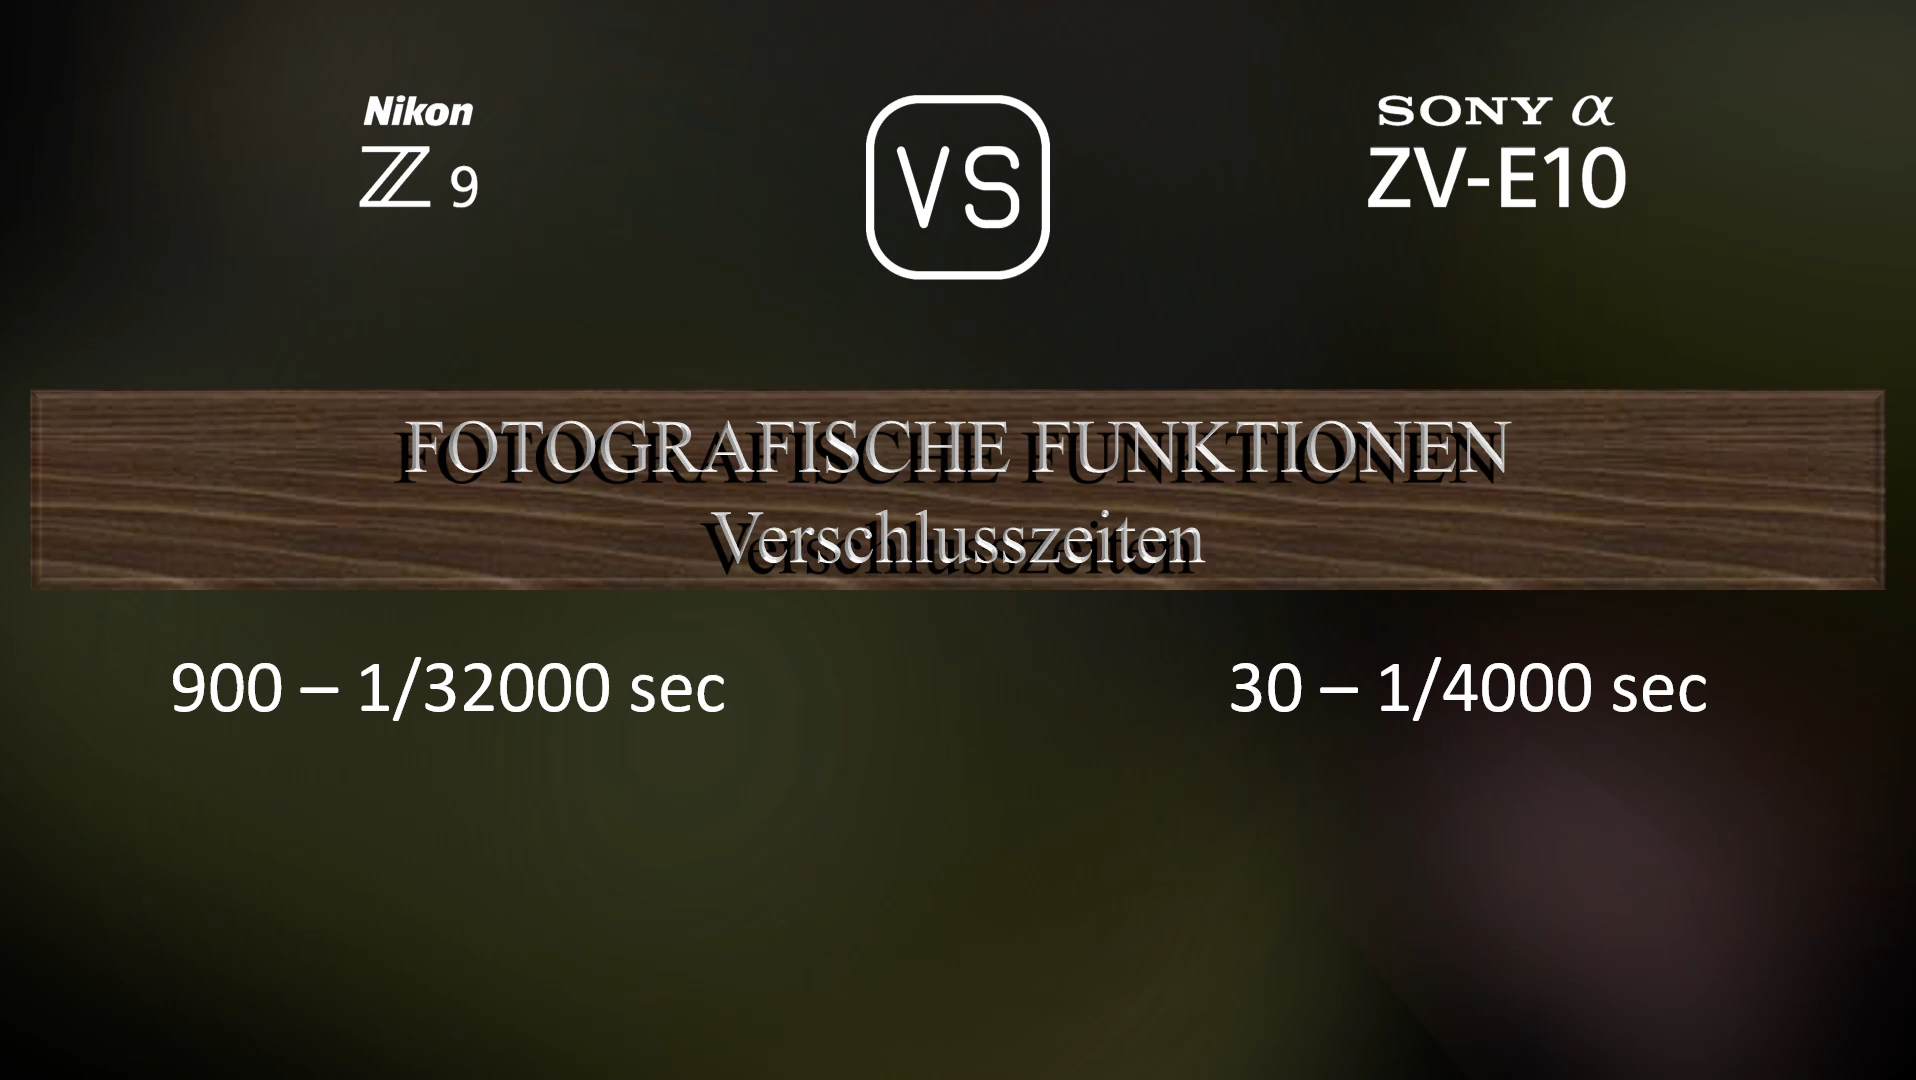 Nikon
Z 9
VS
SONY α
ZV-E10
FOTOGRAFISCHE FUNKTIONEN
Verschlusszeiten
900 – 1/32000 sec
30 – 1/4000 sec